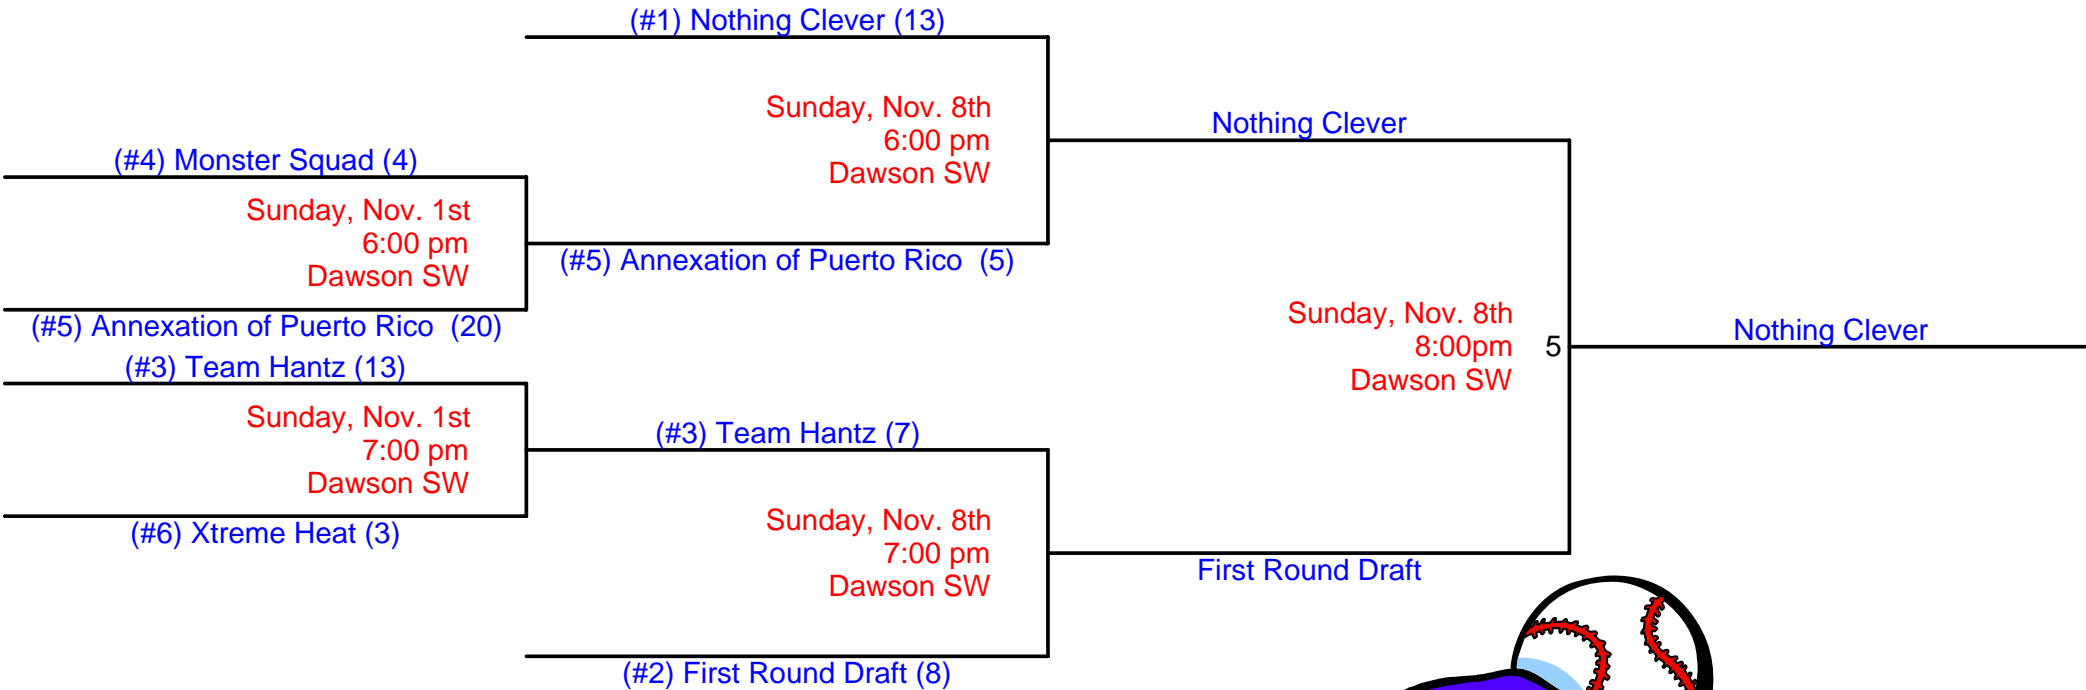 (#1) Nothing Clever (13)
Sunday, Nov. 8th
6:00 pm
Dawson SW
Nothing Clever
(#4) Monster Squad (4)
Sunday, Nov. 1st
6:00 pm
Dawson SW
(#5) Annexation of Puerto Rico  (5)
(#5) Annexation of Puerto Rico  (20)
Sunday, Nov. 8th
8:00pm
Dawson SW
5
Nothing Clever
(#3) Team Hantz (13)
Sunday, Nov. 1st
7:00 pm
Dawson SW
(#3) Team Hantz (7)
(#6) Xtreme Heat (3)
Sunday, Nov. 8th
7:00 pm
Dawson SW
First Round Draft
(#2) First Round Draft (8)